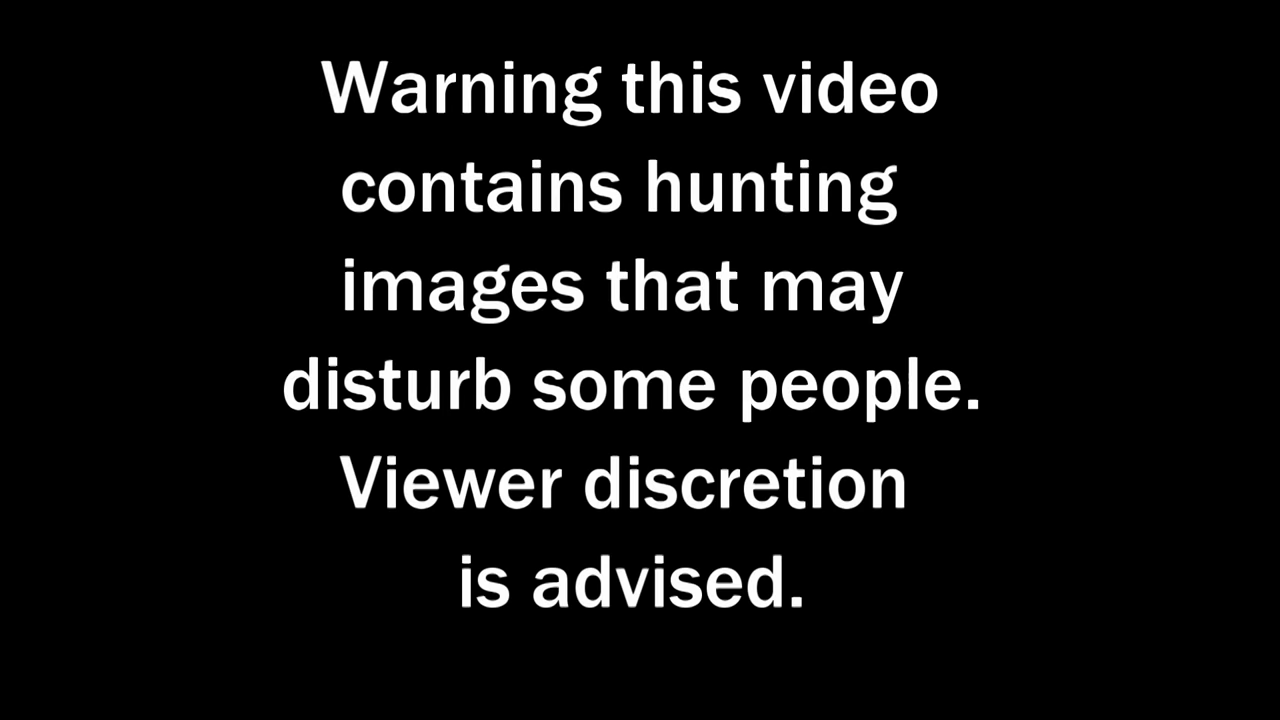 Warning this video
contains hunting
images that may
disturb some people.
Viewer discretion
is advised.